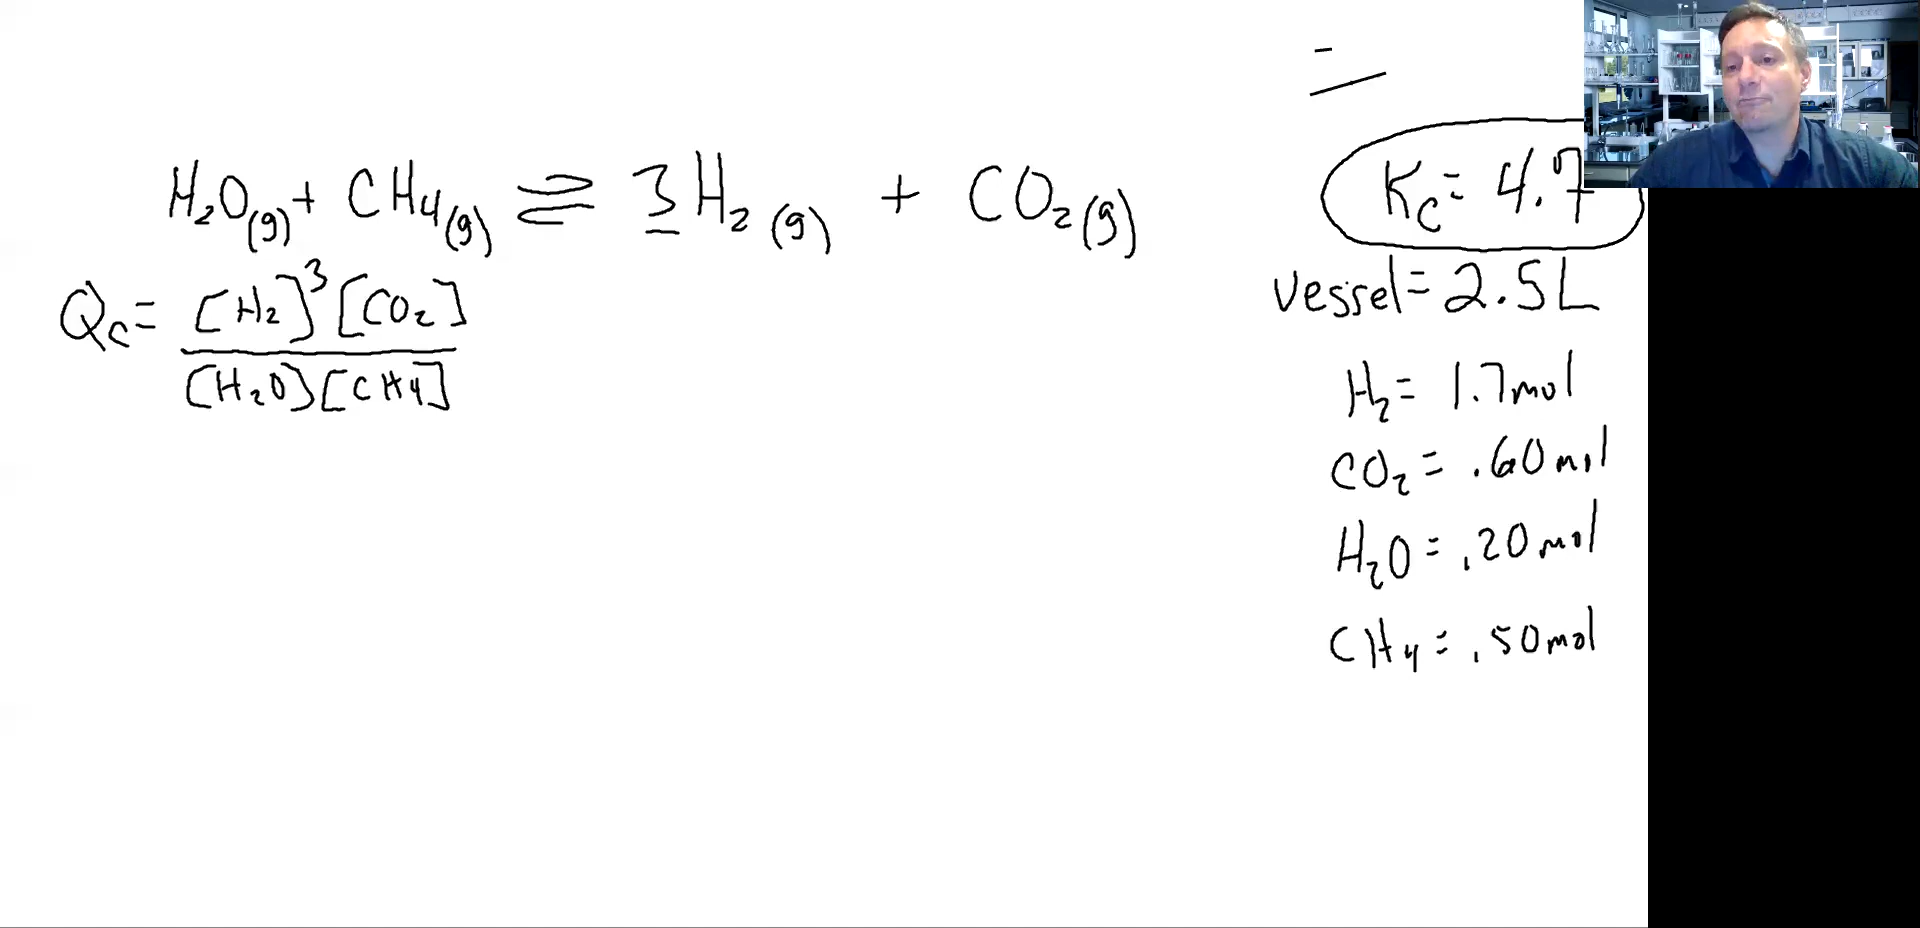 H₂O(g) + CH₄(g) ⇌ 3H₂(g) + CO₂(g)
Qc = [H₂]³[CO₂]
[H₂O][CH₄]
Kc = 4.7
Vessel = 2.5L
H₂ = 1.7mol
CO₂ = .60mol
H₂O = .20mol
CH₄ = .50mol